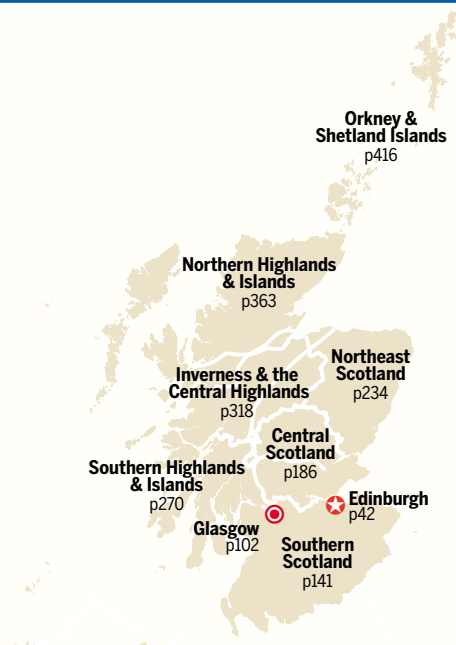 Orkney &
Shetland Islands
p416
Northern Highlands
& Islands
p363
Northeast
Scotland
p234
Inverness & the
Central Highlands
p318
Central
Scotland
p186
Southern Highlands
& Islands
p270
Edinburgh
p42
Glasgow
p102
Southern
Scotland
p141